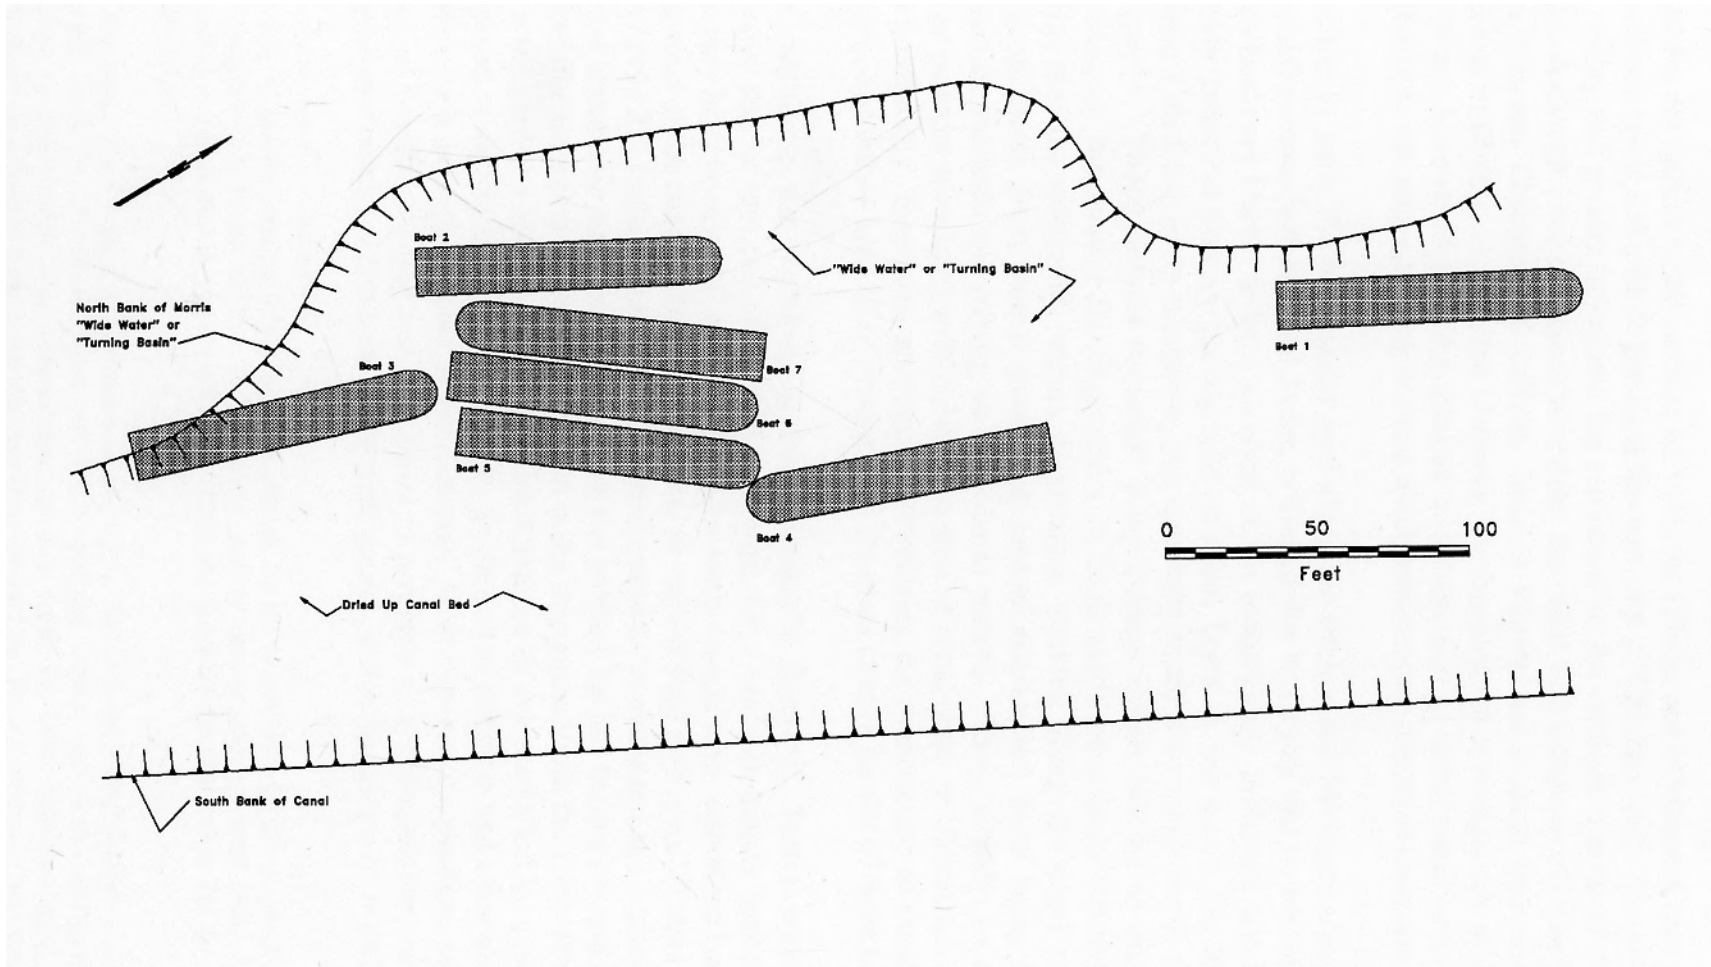 Boat 2
"Wide Water" or "Turning Basin"
North Bank of Morris
"Wide Water" or
"Turning Basin"
Boat 1
Boat 3
Boat 7
Boat 6
Boat 5
Boat 4
0 50 100
Feet
Dried Up Canal Bed
South Bank of Canal